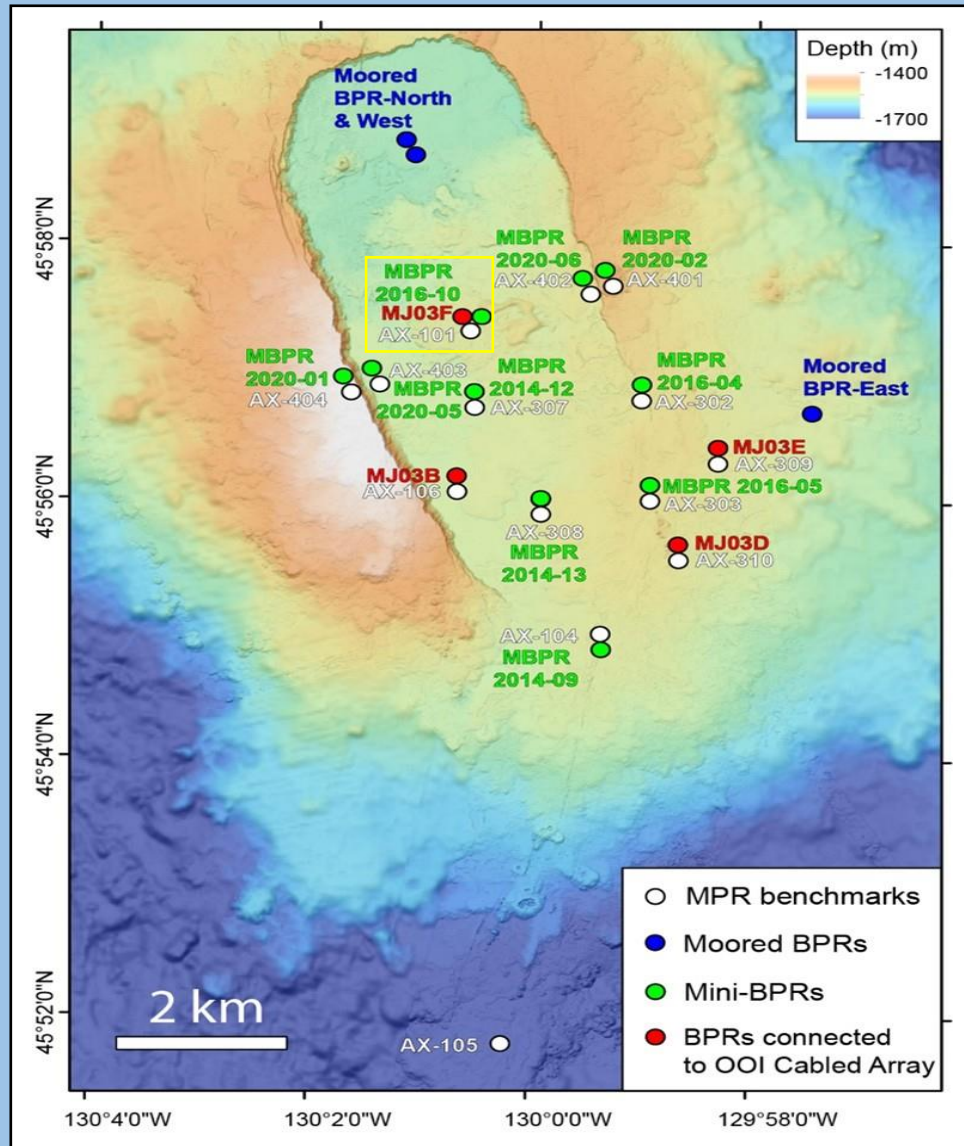 Depth (m)
-1400
-1700
Moored
BPR-North
& West
MBPR
2020-06
AX-402
MBPR
2020-02
AX-401
MBPR
2016-10
MJ03F
AX-101
MBPR
2020-01
AX-404
AX-403
MBPR
2020-05
MBPR
2014-12
AX-307
MBPR
2016-04
AX-302
Moored
BPR-East
MJ03E
AX-309
MJ03B
AX-106
MBPR 2016-05
AX-303
AX-308
MBPR
2014-13
MJ03D
AX-310
AX-104
MBPR
2014-09
AX-105
2 km
MPR benchmarks
Moored BPRs
Mini-BPRs
BPRs connected
to OOI Cabled Array
45°58'0"N
45°56'0"N
45°54'0"N
45°52'0"N
130°4'0"W
130°2'0"W
130°0'0"W
129°58'0"W